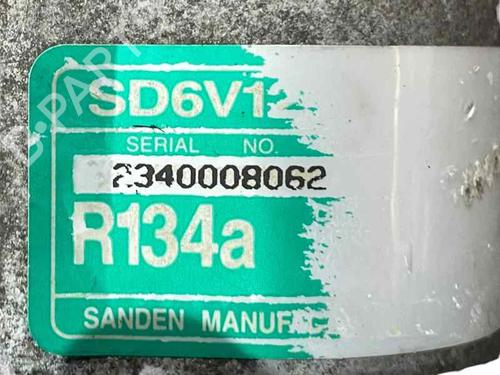 SD6V12
SERIAL NO.
2340008062
R134a
SANDEN MANUFAC